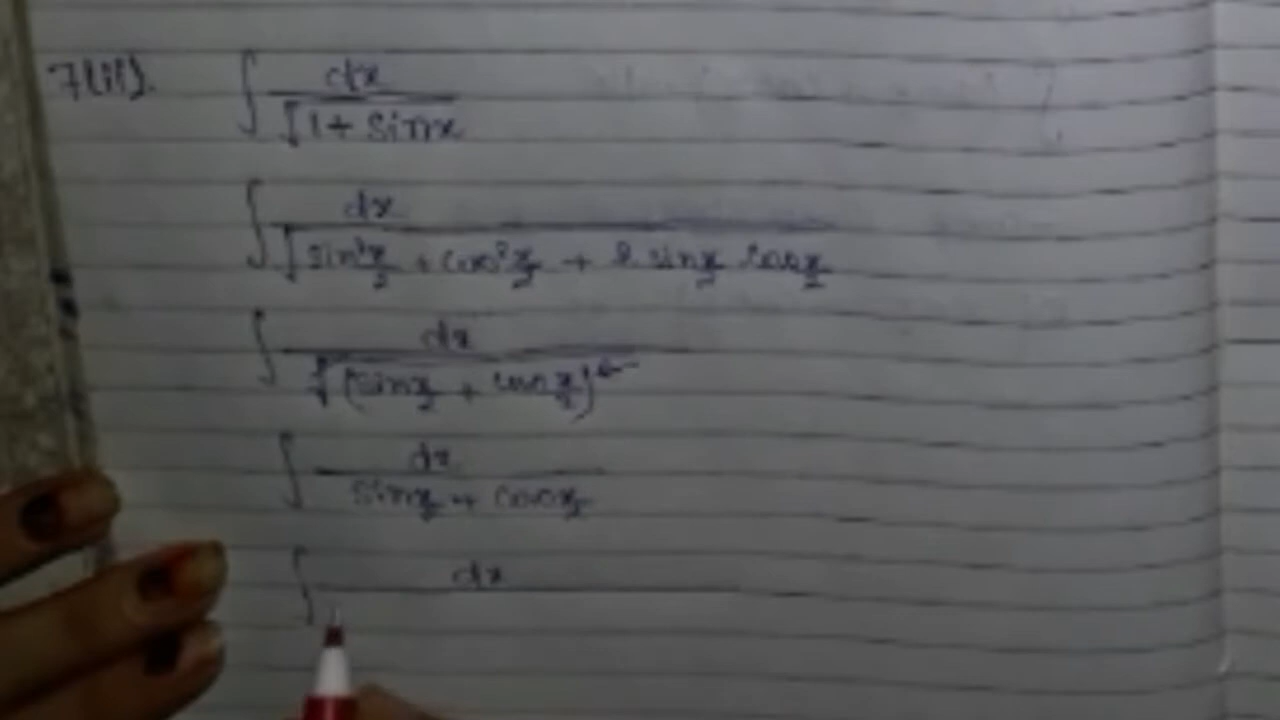 7(ii). ∫ dx / √1 + sinx
∫ dx / √sin²x/2 + cos²x/2 + 2 sinx/2 cosx/2
∫ dx / √(sinx/2 + cosx/2)²
∫ dx / sinx/2 + cosx/2
∫ dx /